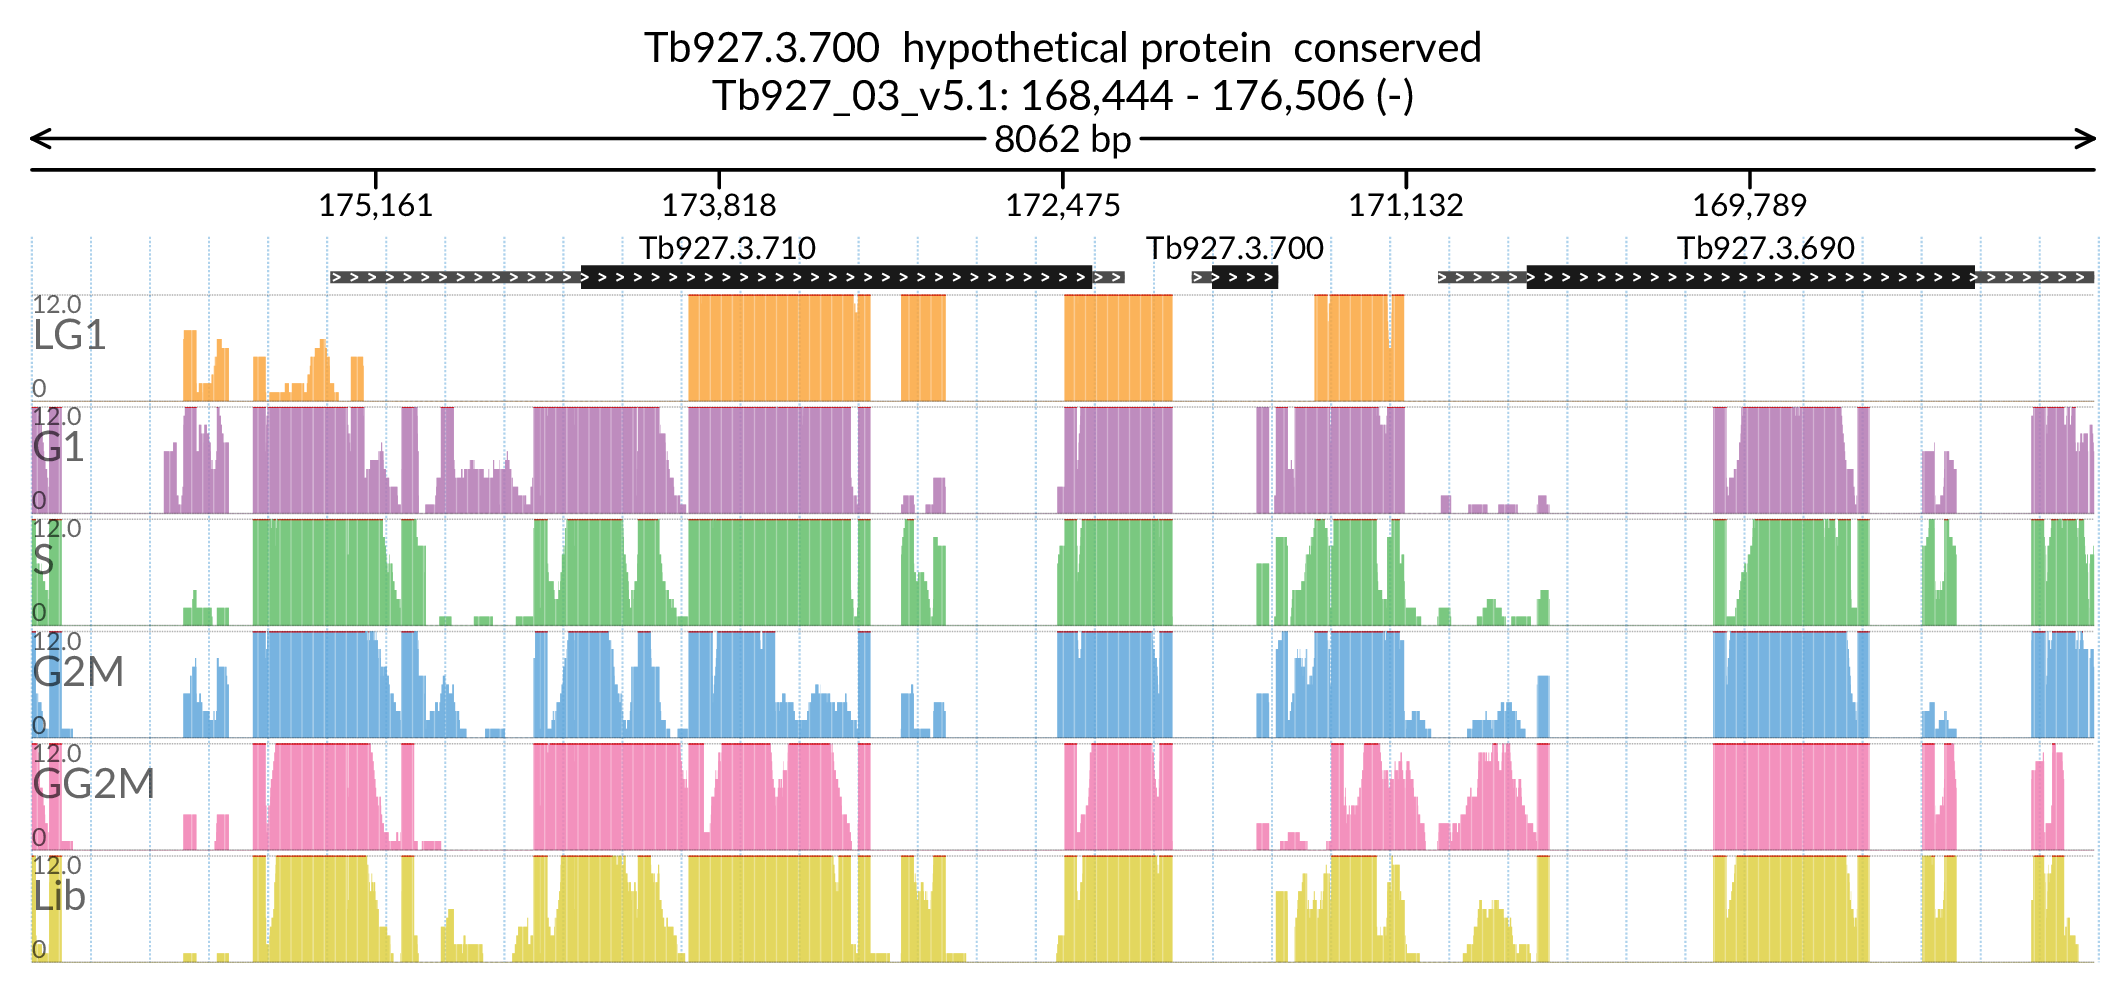 Tb927.3.700  hypothetical protein  conserved
Tb927_03_v5.1: 168,444 - 176,506 (-)
8062 bp
175,161 173,818 172,475 171,132 169,789
Tb927.3.710 Tb927.3.700 Tb927.3.690
12.0
LG1
0
12.0
G1
0
12.0
S
0
12.0
G2M
0
12.0
GG2M
0
12.0
Lib
0